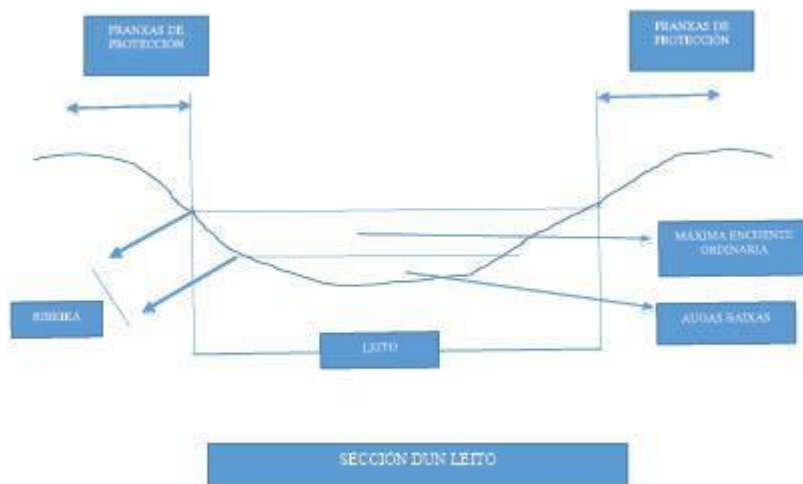 FRANXAS DE
PROTECCIÓN
FRANXAS DE
PROTECCIÓN
MÁXIMA ENCHENTE
ORDINARIA
RIBEIRA
AUGAS BAIXAS
LEITO
SECCIÓN DUN LEITO